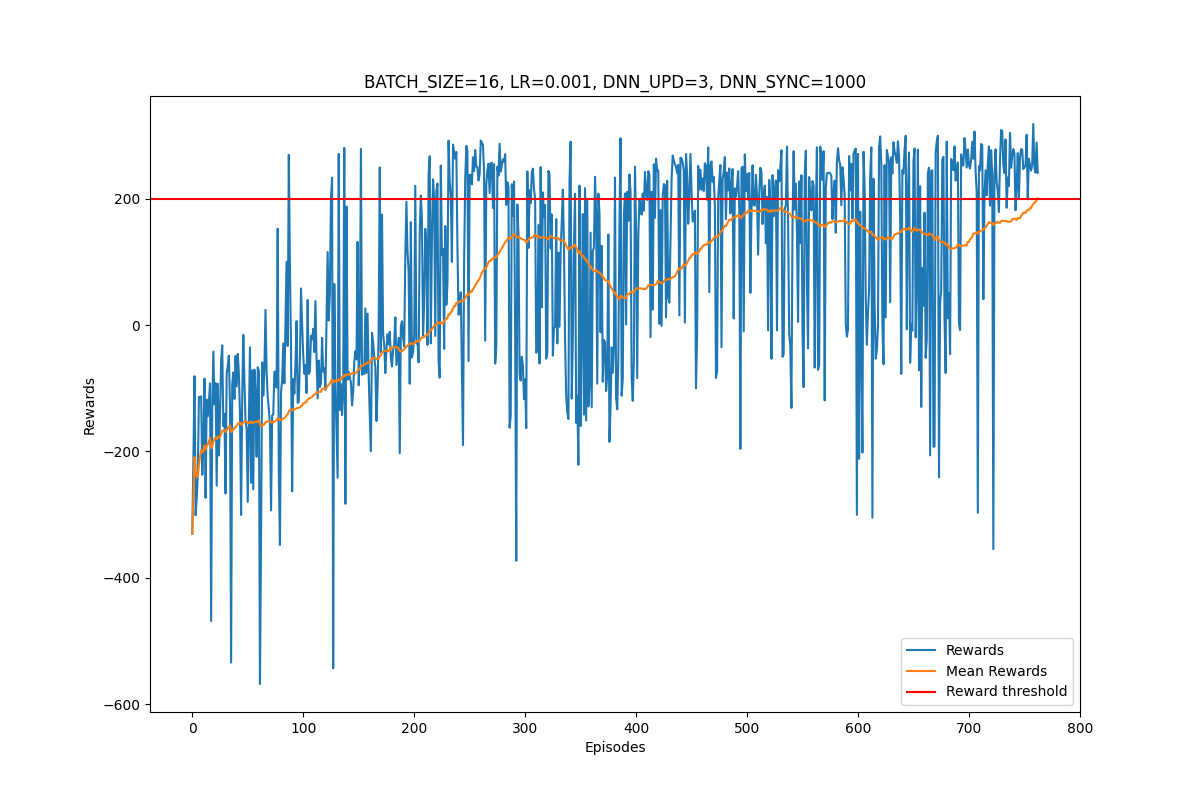 BATCH_SIZE=16, LR=0.001, DNN_UPD=3, DNN_SYNC=1000
Rewards
200
0
−200
−400
−600
0
100
200
300
400
500
600
700
800
Episodes
Rewards
Mean Rewards
Reward threshold